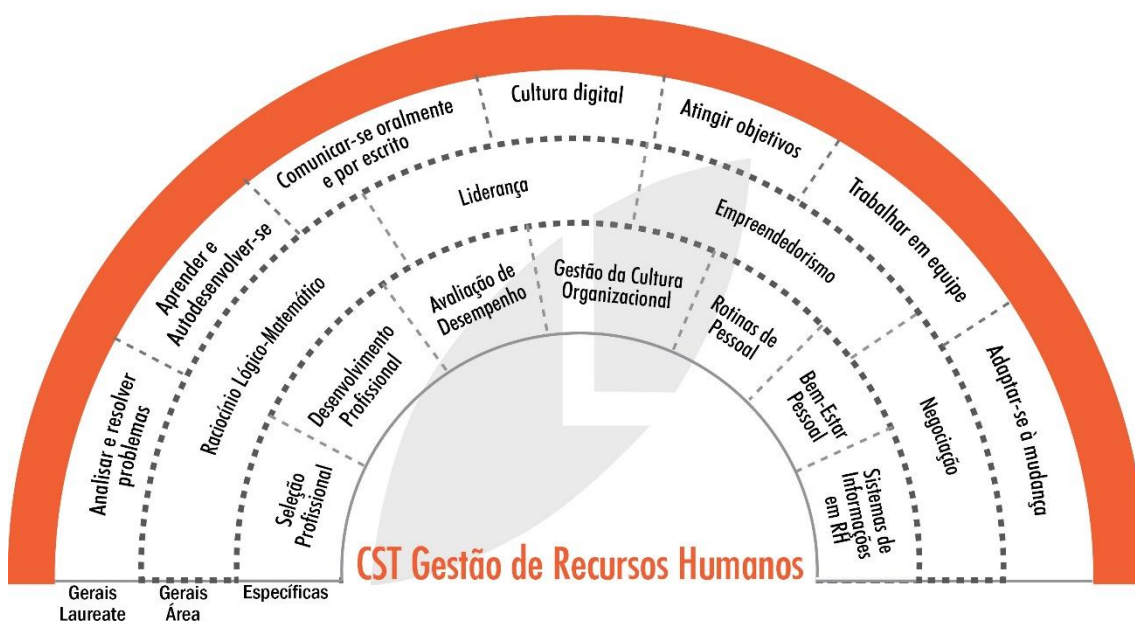 Analisar e resolver
problemas
Aprender e
Autodesenvolver-se
Comunicar-se oralmente
e por escrito
Cultura digital
Atingir objetivos
Trabalhar em equipe
Adaptar-se à mudança
Raciocínio Lógico-Matemático
Liderança
Empreendedorismo
Negociação
Seleção
Profissional
Desenvolvimento
Profissional
Avaliação de
Desempenho
Gestão da Cultura
Organizacional
Rotinas de
Pessoal
Bem-Estar
Pessoal
Sistemas de
Informações
em RH
CST Gestão de Recursos Humanos
Gerais
Laureate
Gerais
Área
Específicas